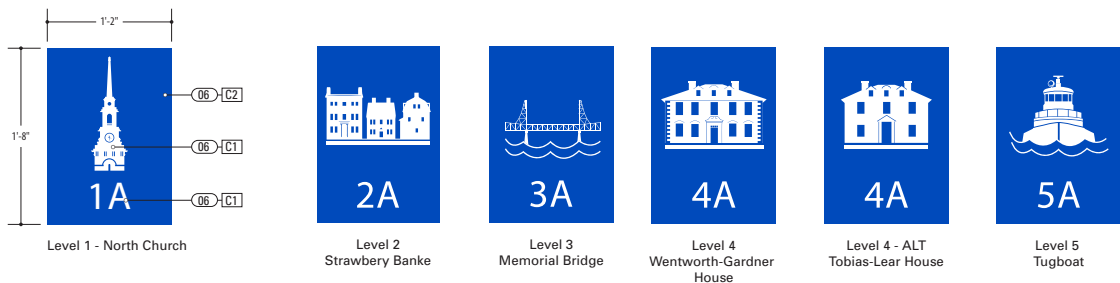 1'-2"
1'-8"
06 C2
06 C1
06 C1
1A
Level 1 - North Church
2A
Level 2
Strawbery Banke
3A
Level 3
Memorial Bridge
4A
Level 4
Wentworth-Gardner
House
4A
Level 4 - ALT
Tobias-Lear House
5A
Level 5
Tugboat